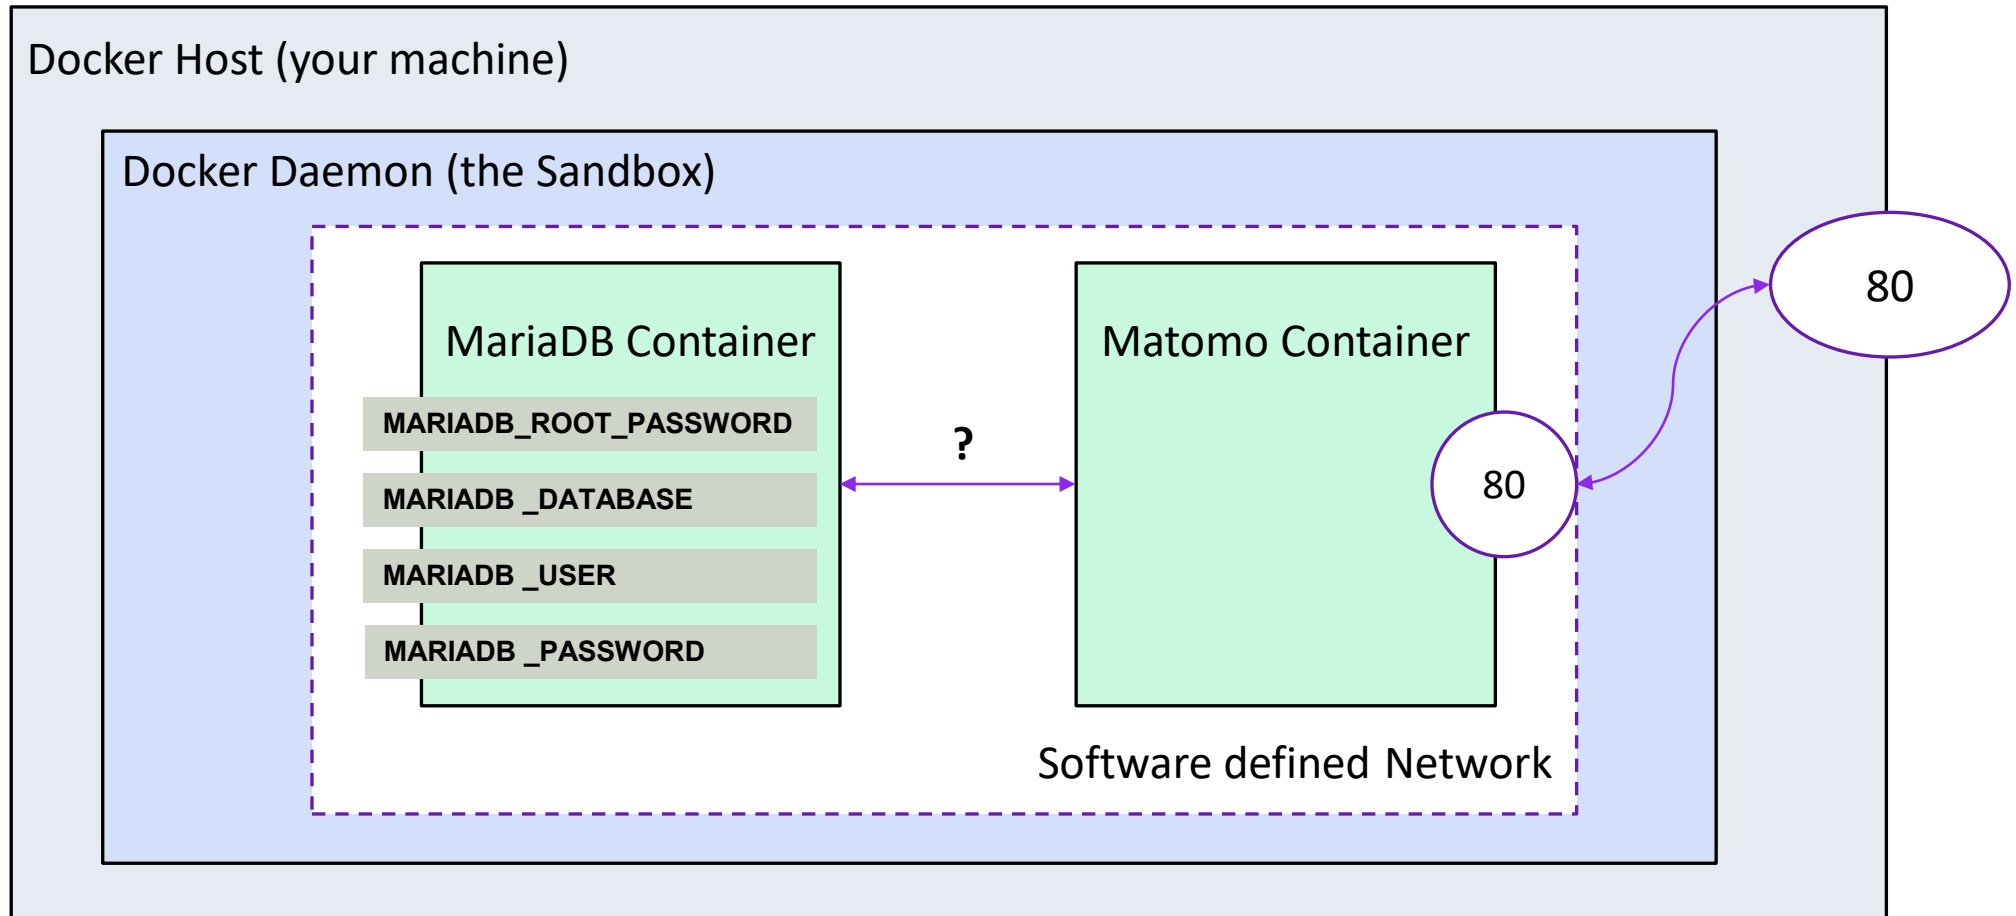 Docker Host (your machine)
Docker Daemon (the Sandbox)
80
MariaDB Container
Matomo Container
MARIADB_ROOT_PASSWORD
?
MARIADB _DATABASE
80
MARIADB _USER
MARIADB _PASSWORD
Software defined Network